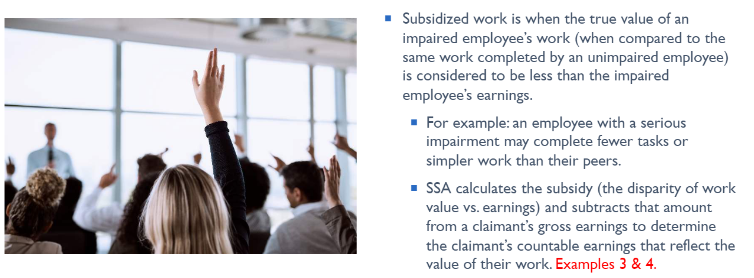 Subsidized work is when the true value of an
impaired employee's work (when compared to the
same work completed by an unimpaired employee)
is considered to be less than the impaired
employee's earnings.
For example: an employee with a serious
impairment may complete fewer tasks or
simpler work than their peers.
SSA calculates the subsidy (the disparity of work
value vs. earnings) and subtracts that amount
from a claimant's gross earnings to determine
the claimant's countable earnings that reflect the
value of their work. Examples 3 & 4.